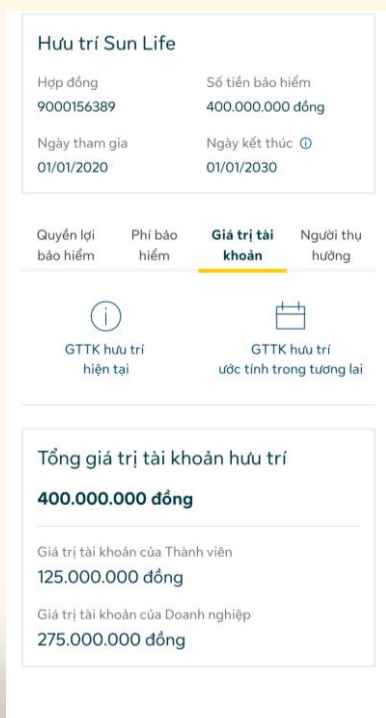 Hưu trí Sun Life
Hợp đồng
Số tiền bảo hiểm
9000156389
400.000.000 đồng
Ngày tham gia
Ngày kết thúc
01/01/2020
01/01/2030
Quyền lợi
bảo hiểm
Phí bảo
hiểm
Giá trị tài
khoản
Người thụ
hưởng
GTTK hưu trí
hiện tại
GTTK hưu trí
ước tính trong tương lai
Tổng giá trị tài khoản hưu trí
400.000.000 đồng
Giá trị tài khoản của Thành viên
125.000.000 đồng
Giá trị tài khoản của Doanh nghiệp
275.000.000 đồng